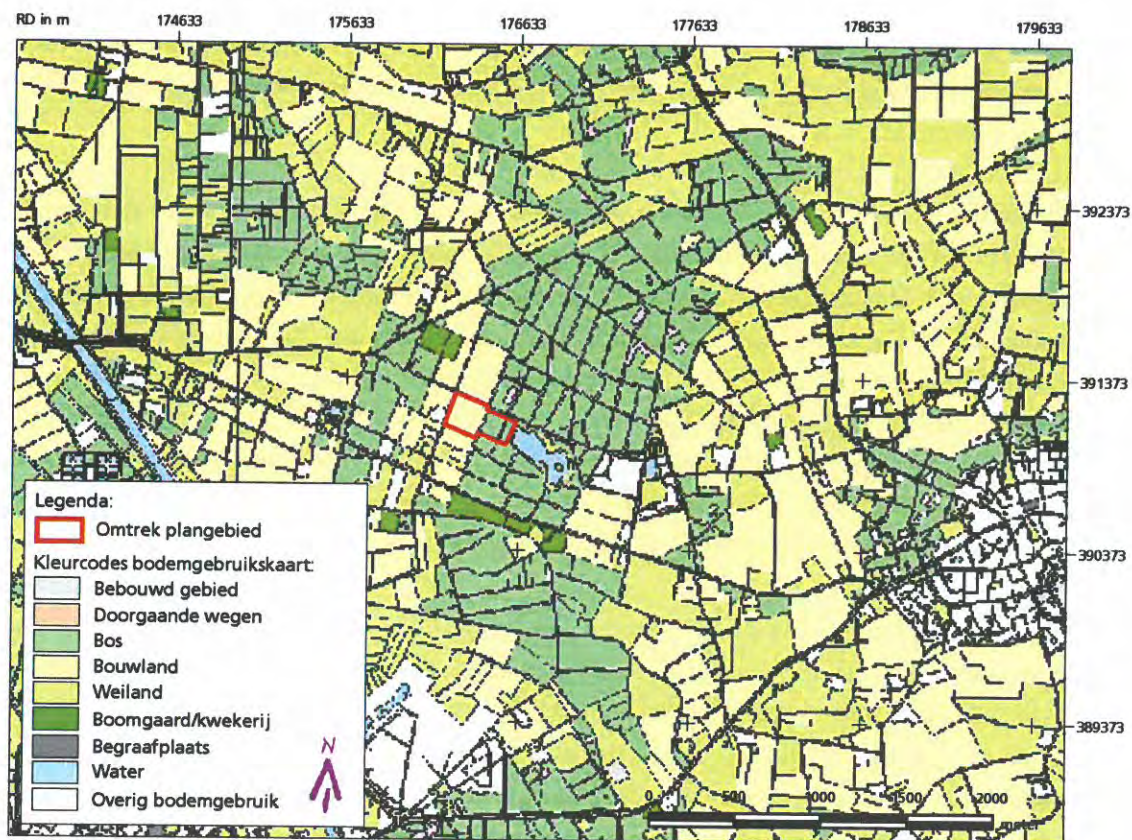 RD in m 174633 175633 176633 177633 178633 179633
392373
391373
390373
389373
Legenda:
Omtrek plangebied
Kleurcodes bodemgebruikskaart:
Bebouwd gebied
Doorgaande wegen
Bos
Bouwland
Weiland
Boomgaard/kwekerij
Begraafplaats
Water
Overig bodemgebruik
N
0 500 1000 1500 2000
meter